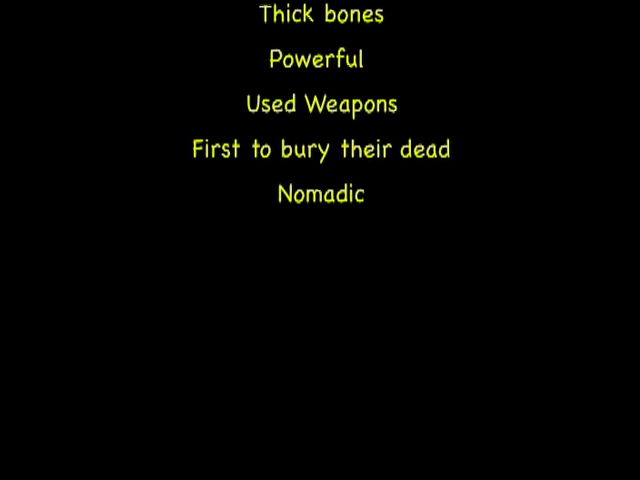 Thick bones
Powerful
Used Weapons
First to bury their dead
Nomadic